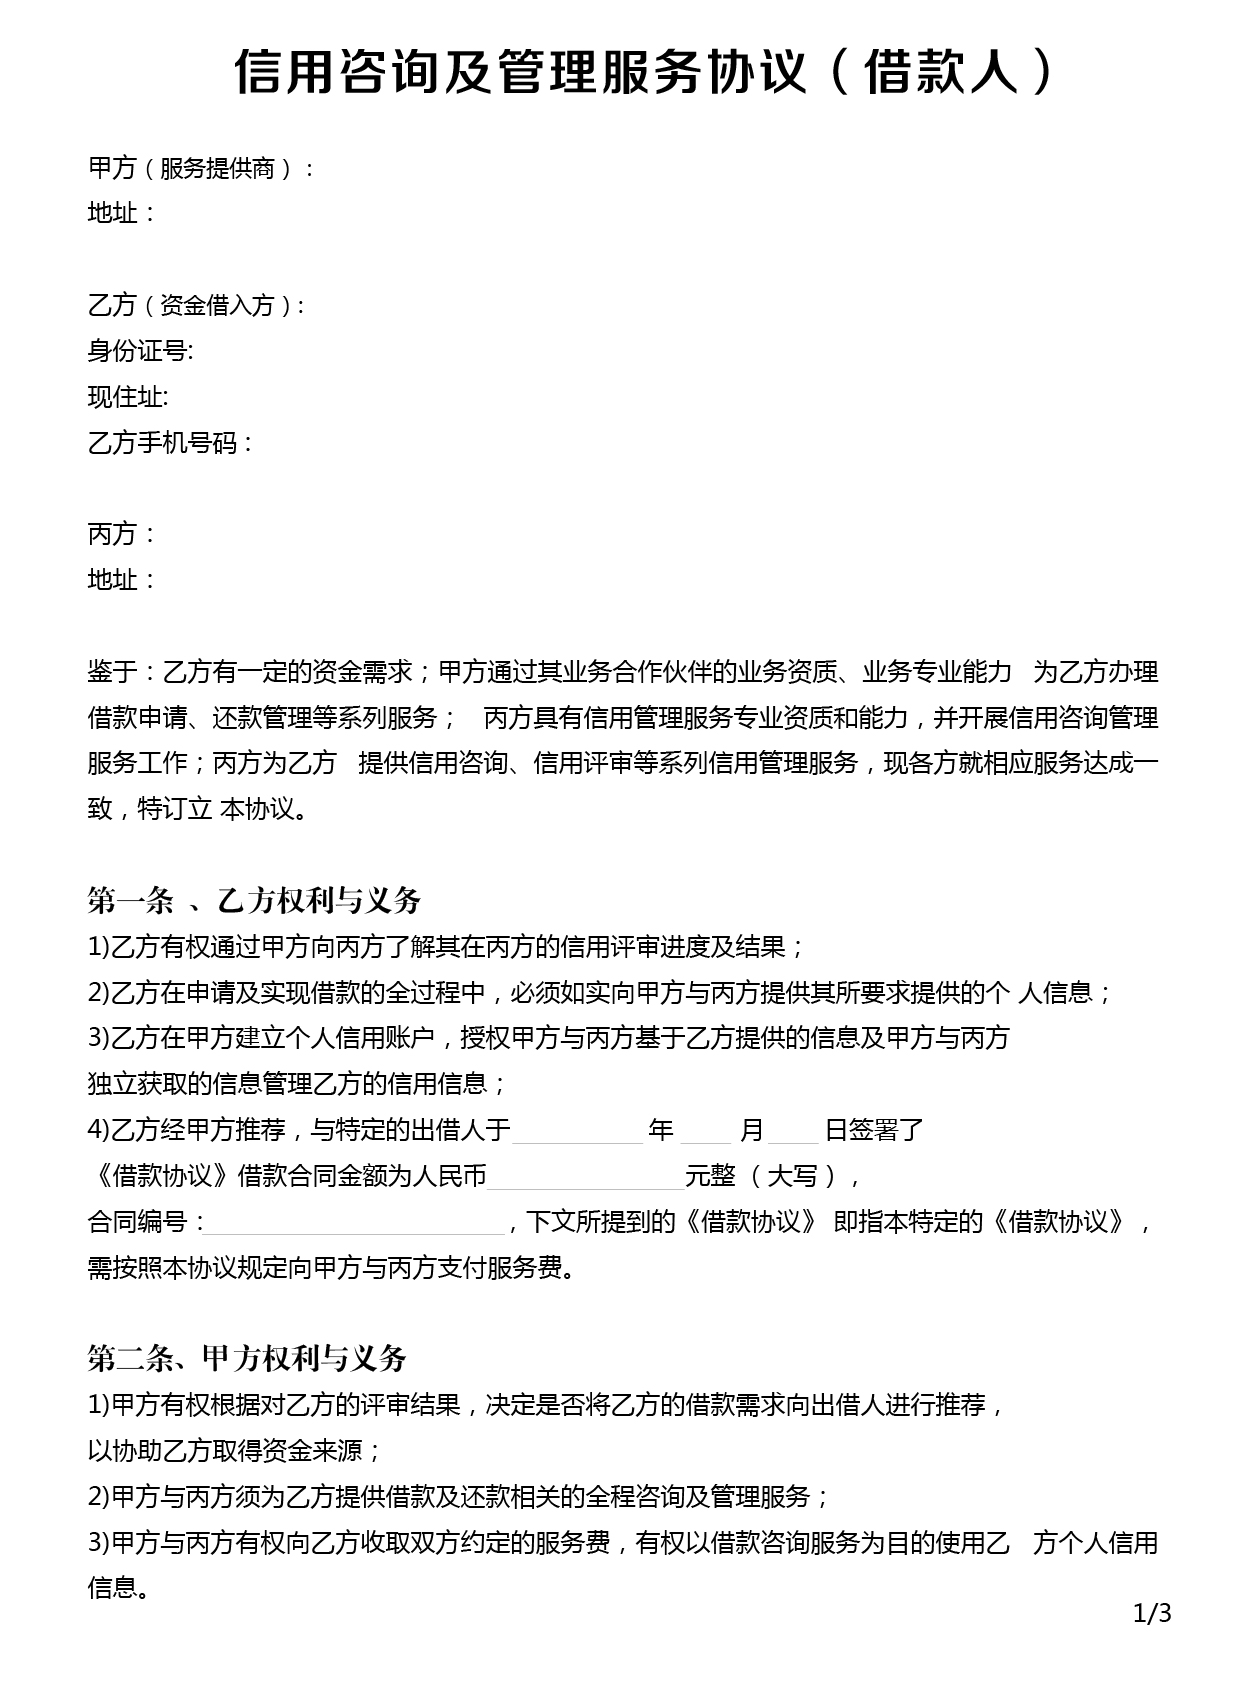 信用咨询及管理服务协议（借款人）
甲方（服务提供商）:
地址：
乙方（资金借入方）:
身份证号:
现住址:
乙方手机号码：
丙方：
地址：
鉴于：乙方有一定的资金需求；甲方通过其业务合作伙伴的业务资质、业务专业能力 为乙方办理
借款申请、还款管理等系列服务； 丙方具有信用管理服务专业资质和能力，并开展信用咨询管理
服务工作；丙方为乙方 提供信用咨询、信用评审等系列信用管理服务，现各方就相应服务达成一
致，特订立 本协议。
第一条 、乙方权利与义务
1)乙方有权通过甲方向丙方了解其在丙方的信用评审进度及结果；
2)乙方在申请及实现借款的全过程中，必须如实向甲方与丙方提供其所要求提供的个 人信息；
3)乙方在甲方建立个人信用账户，授权甲方与丙方基于乙方提供的信息及甲方与丙方
独立获取的信息管理乙方的信用信息；
4)乙方经甲方推荐，与特定的出借人于__________ 年 ____ 月____ 日签署了
《借款协议》借款合同金额为人民币_______________元整 （ 大写 ），
合同编号：_______________________，下文所提到的《借款协议》 即指本特定的《借款协议》，
需按照本协议规定向甲方与丙方支付服务费。
第二条、甲方权利与义务
1)甲方有权根据对乙方的评审结果，决定是否将乙方的借款需求向出借人进行推荐，
以协助乙方取得资金来源；
2)甲方与丙方须为乙方提供借款及还款相关的全程咨询及管理服务；
3)甲方与丙方有权向乙方收取双方约定的服务费，有权以借款咨询服务为目的使用乙 方个人信用
信息。
1/3